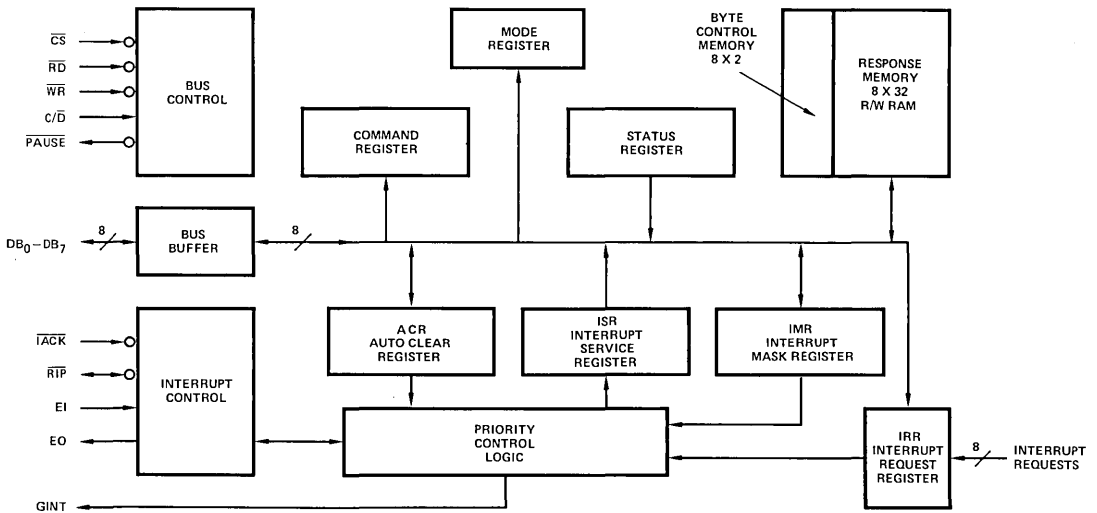 CS
RD
WR
C/D
PAUSE
BUS
CONTROL
MODE
REGISTER
BYTE
CONTROL
MEMORY
8 X 2
RESPONSE
MEMORY
8 X 32
R/W RAM
COMMAND
REGISTER
STATUS
REGISTER
DB0–DB7
8
BUS
BUFFER
8
IACK
RIP
EI
EO
GINT
INTERRUPT
CONTROL
ACR
AUTO CLEAR
REGISTER
ISR
INTERRUPT
SERVICE
REGISTER
IMR
INTERRUPT
MASK REGISTER
PRIORITY
CONTROL
LOGIC
IRR
INTERRUPT
REQUEST
REGISTER
8
INTERRUPT
REQUESTS